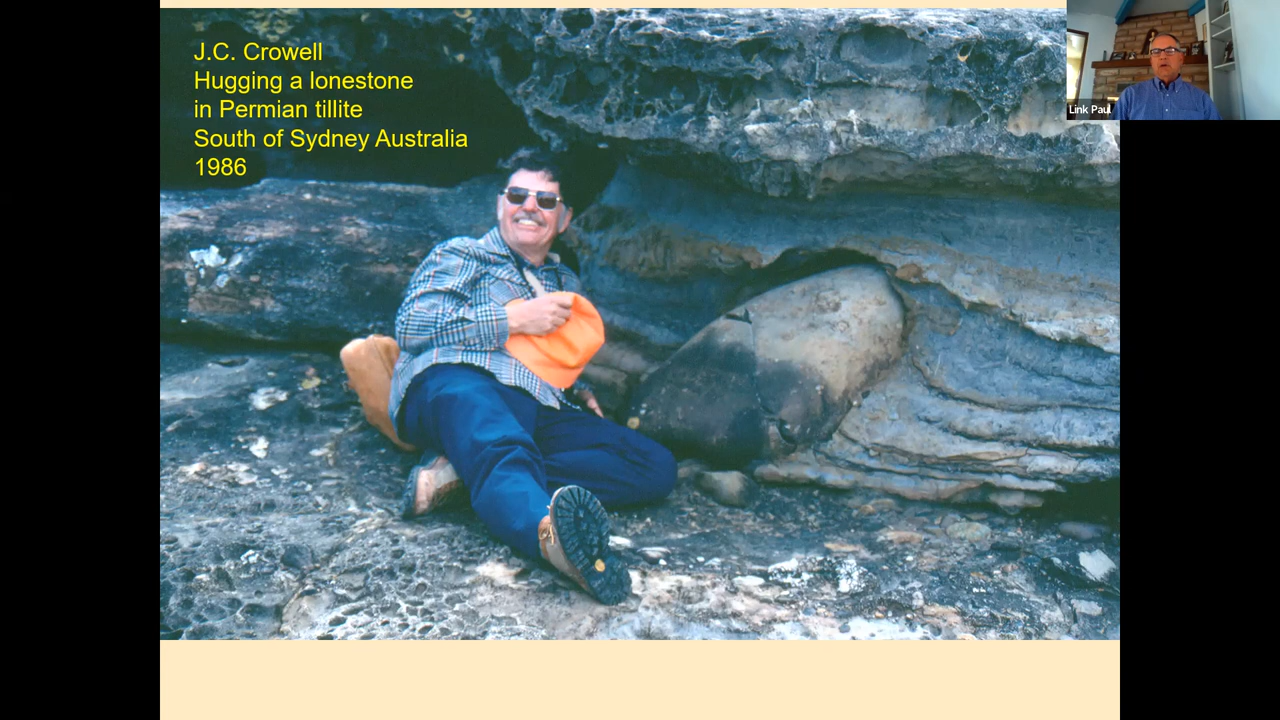 J.C. Crowell
Hugging a lonestone
in Permian tillite
South of Sydney Australia
1986
Link Paul